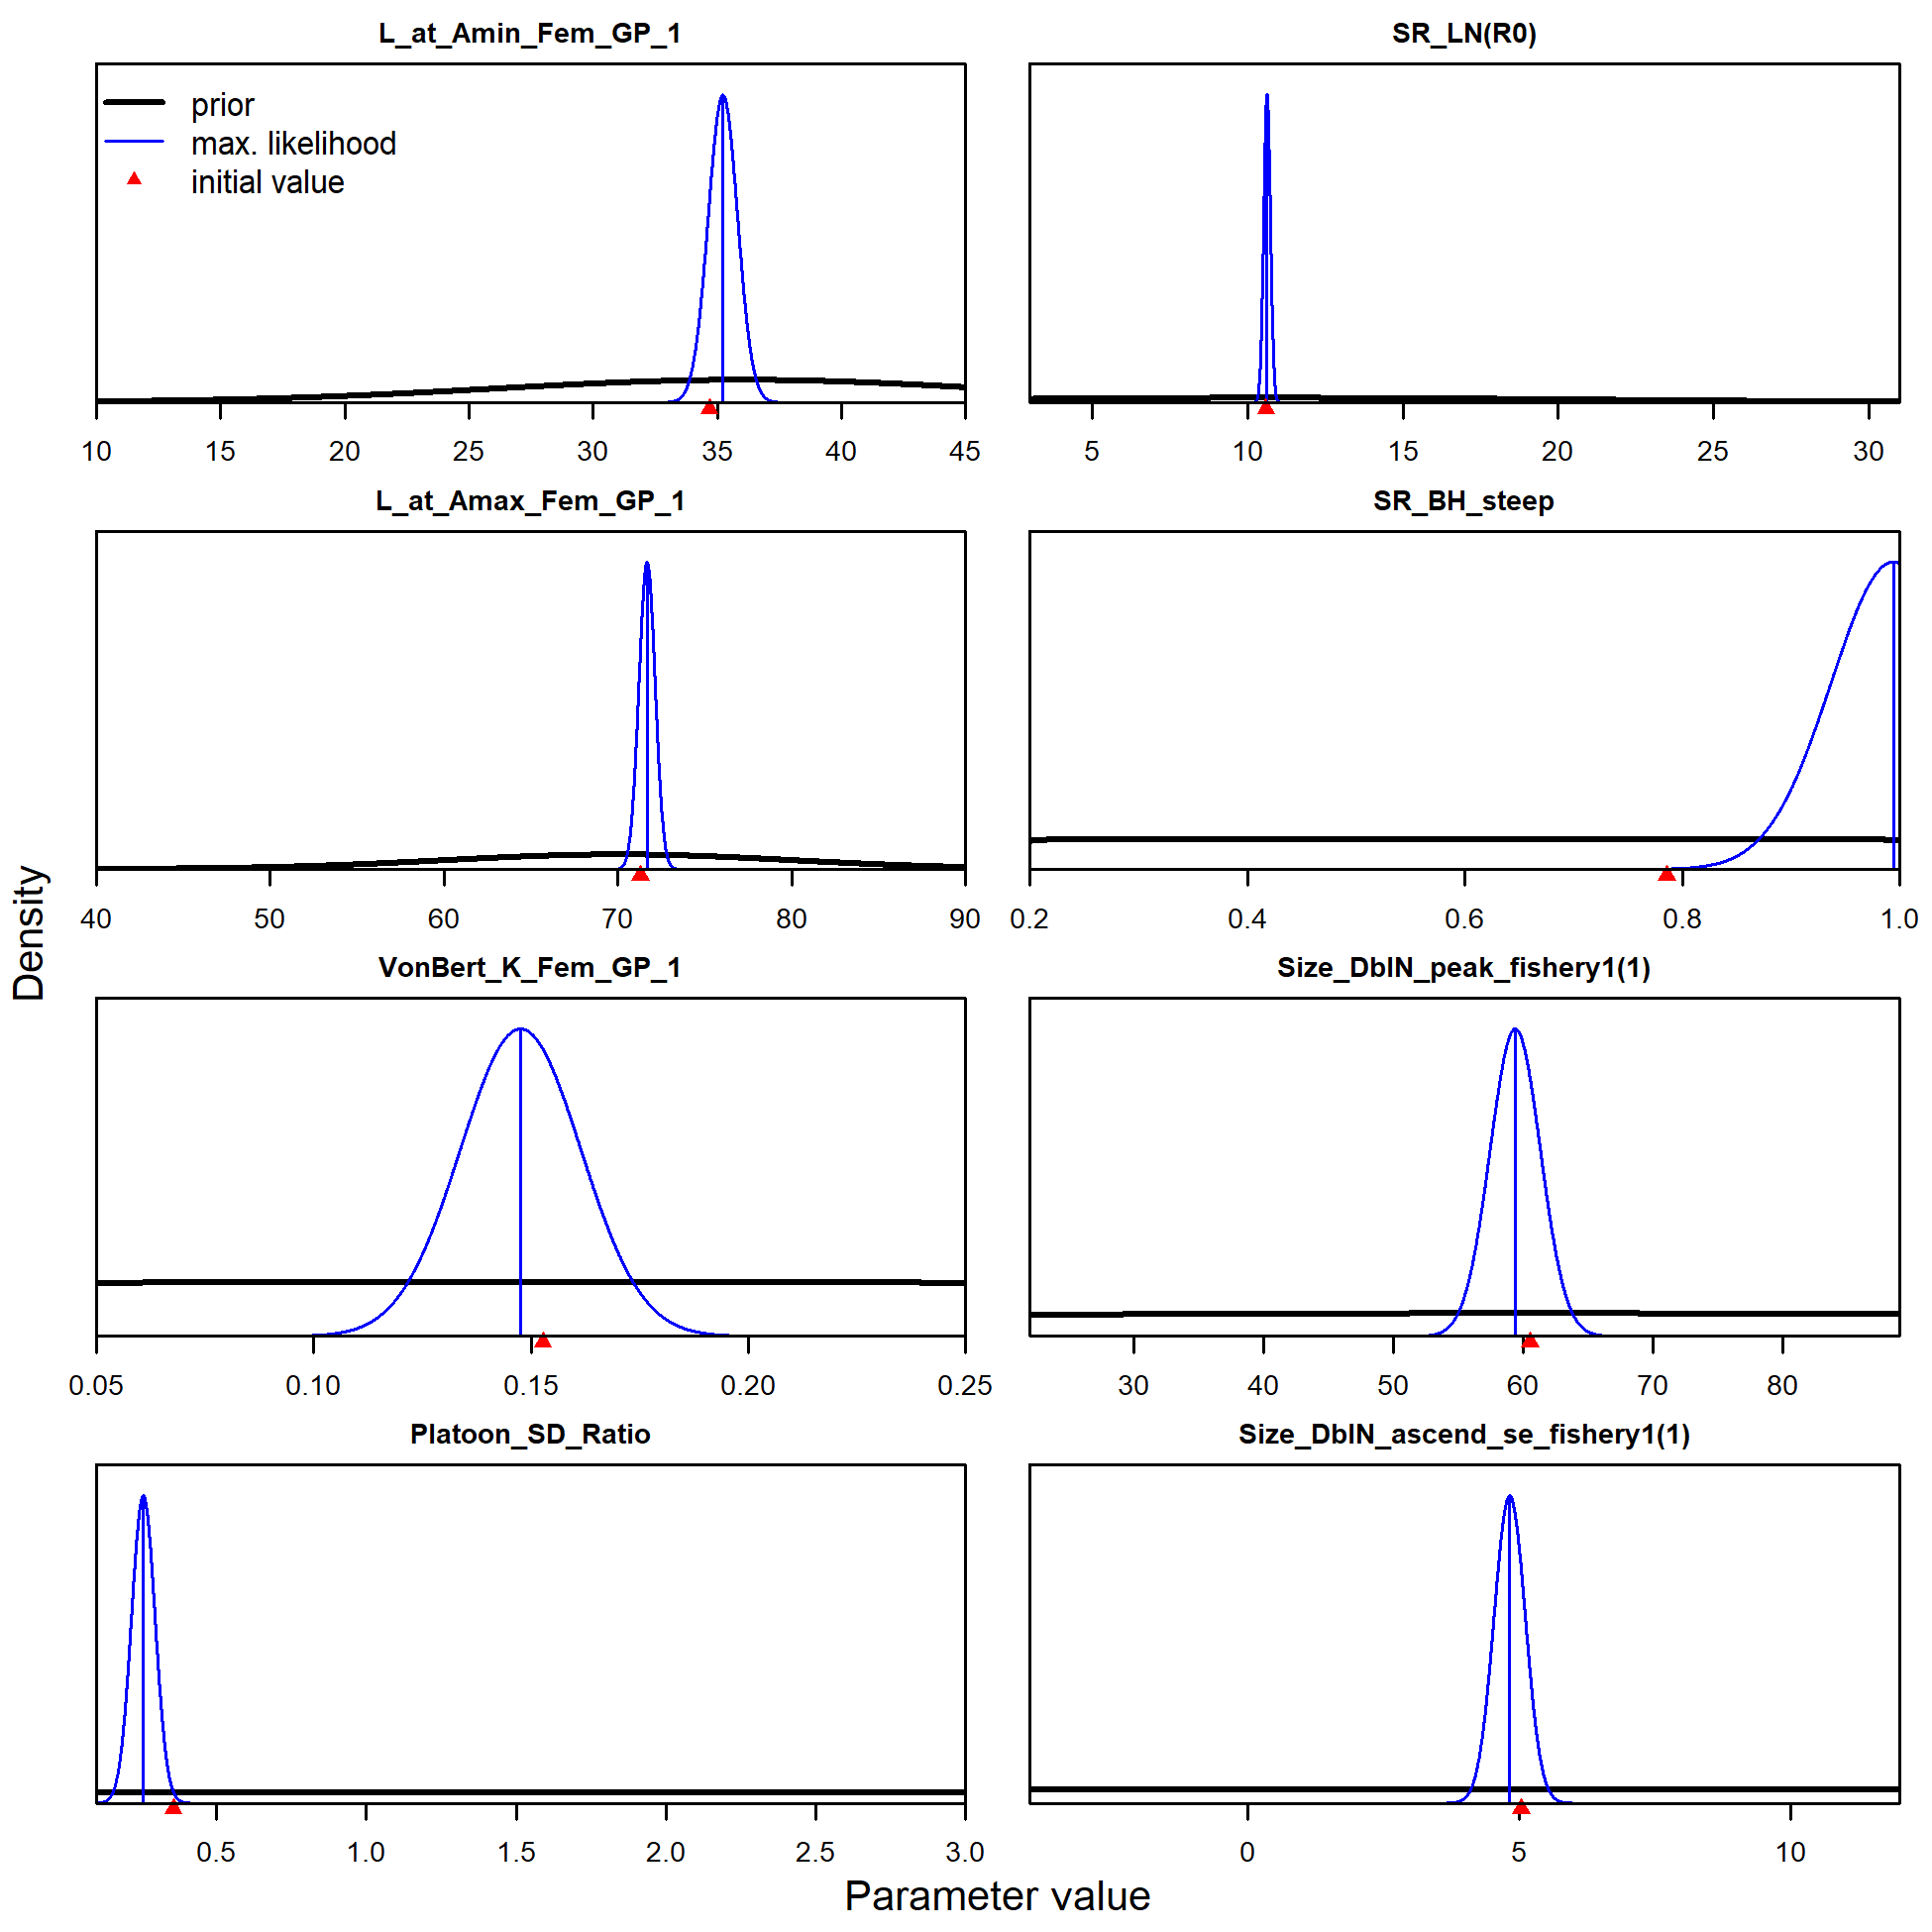 L_at_Amin_Fem_GP_1
prior
max. likelihood
initial value
10 15 20 25 30 35 40 45
SR_LN(R0)
5 10 15 20 25 30
L_at_Amax_Fem_GP_1
40 50 60 70 80 90
SR_BH_steep
0.2 0.4 0.6 0.8 1.0
VonBert_K_Fem_GP_1
0.05 0.10 0.15 0.20 0.25
Size_DblN_peak_fishery1(1)
30 40 50 60 70 80
Platoon_SD_Ratio
0.5 1.0 1.5 2.0 2.5 3.0
Size_DblN_ascend_se_fishery1(1)
0 5 10
Density
Parameter value